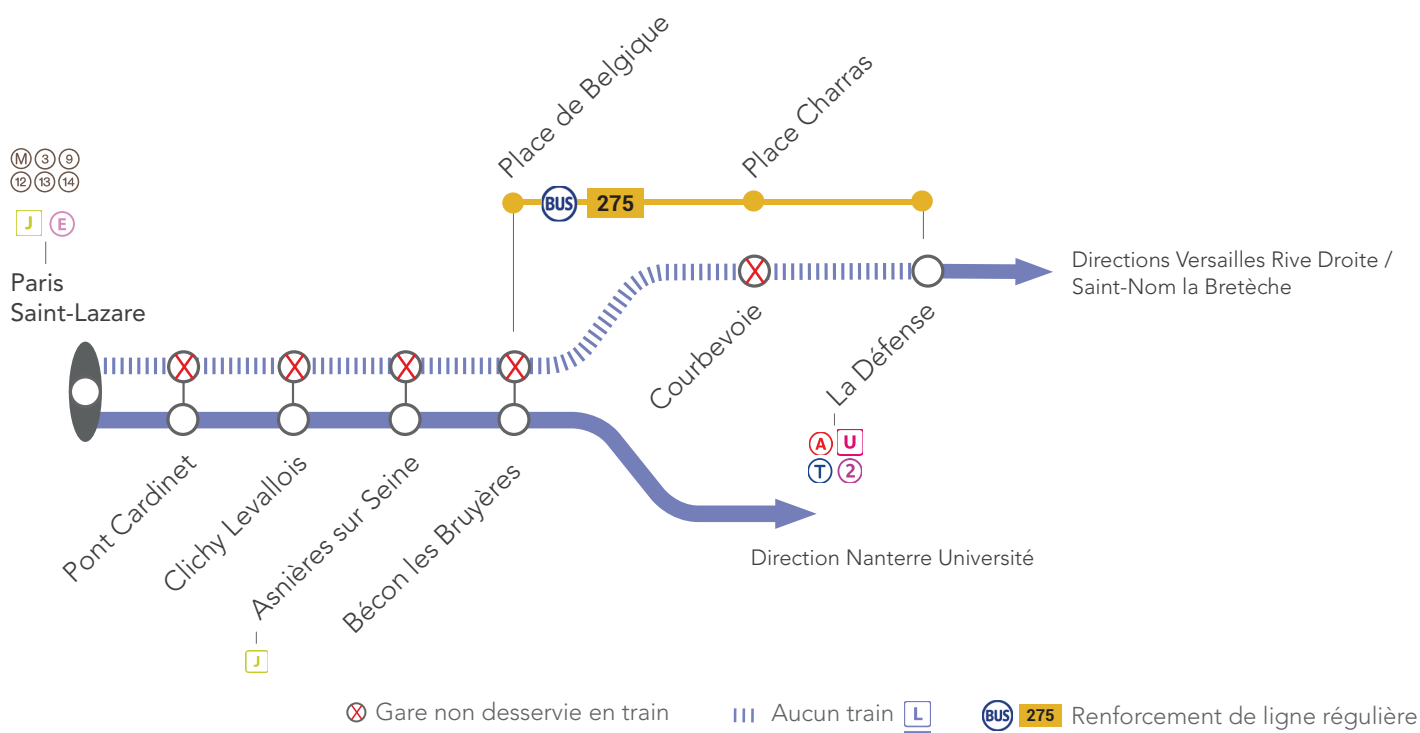 Place de Belgique
Place Charras
M 3 9
12 13 14
J E
Paris
Saint-Lazare
BUS 275
Directions Versailles Rive Droite /
Saint-Nom la Bretèche
Courbevoie
La Défense
A U
T 2
Pont Cardinet
Clichy Levallois
Asnières sur Seine
J
Bécon les Bruyères
Direction Nanterre Université
Gare non desservie en train
Aucun train L
BUS 275 Renforcement de ligne régulière